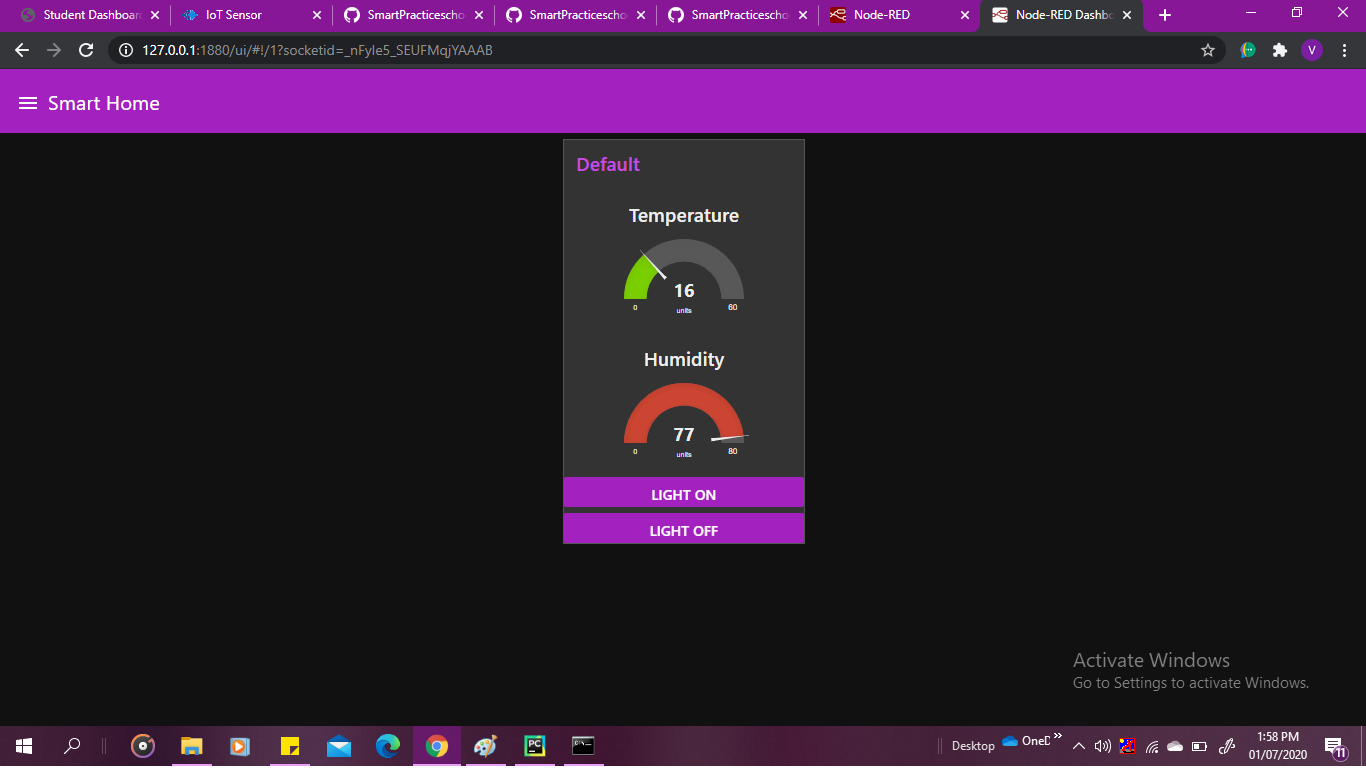 Student Dashboar
IoT Sensor
SmartPracticescho
SmartPracticescho
SmartPracticescho
Node-RED
Node-RED Dashbo
127.0.0.1:1880/ui/#!/1?socketid=_nFyle5_SEUFMqjYAAAB
V
Smart Home
Default
Temperature
16
0 units 60
Humidity
77
0 units 80
LIGHT ON
LIGHT OFF
Activate Windows
Go to Settings to activate Windows.
PC
Desktop
OneD
1:58 PM
01/07/2020
11